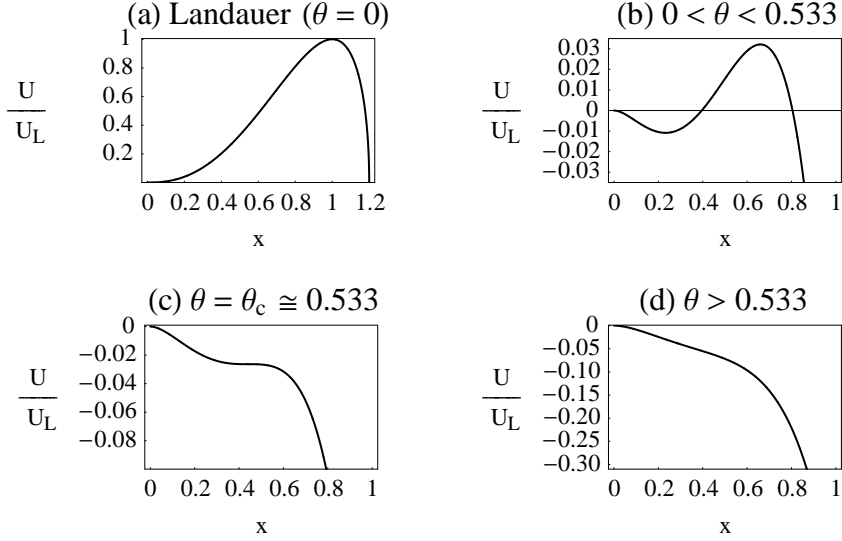 (a) Landauer (θ = 0)
1
0.8
0.6
0.4
0.2
U
U_L
0 0.2 0.4 0.6 0.8 1 1.2
x
(b) 0 < θ < 0.533
0.03
0.02
0.01
0
−0.01
−0.02
−0.03
U
U_L
0 0.2 0.4 0.6 0.8 1
x
(c) θ = θ_c ≅ 0.533
0
−0.02
−0.04
−0.06
−0.08
U
U_L
0 0.2 0.4 0.6 0.8 1
x
(d) θ > 0.533
0
−0.05
−0.10
−0.15
−0.20
−0.25
−0.30
U
U_L
0 0.2 0.4 0.6 0.8 1
x